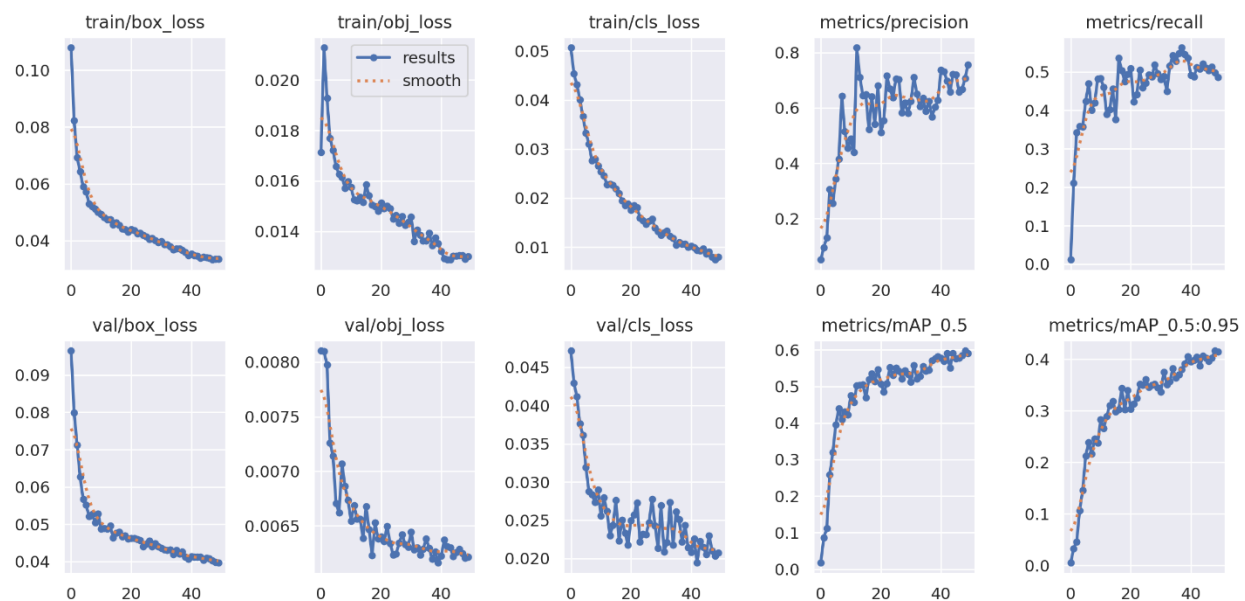 train/box_loss
train/obj_loss
train/cls_loss
metrics/precision
metrics/recall
0.10
0.08
0.06
0.04
0 20 40
0.020
0.018
0.016
0.014
0 20 40
results
smooth
0.05
0.04
0.03
0.02
0.01
0 20 40
0.8
0.6
0.4
0.2
0 20 40
0.5
0.4
0.3
0.2
0.1
0.0
0 20 40
val/box_loss
val/obj_loss
val/cls_loss
metrics/mAP_0.5
metrics/mAP_0.5:0.95
0.09
0.08
0.07
0.06
0.05
0.04
0 20 40
0.0080
0.0075
0.0070
0.0065
0 20 40
0.045
0.040
0.035
0.030
0.025
0.020
0 20 40
0.6
0.5
0.4
0.3
0.2
0.1
0.0
0 20 40
0.4
0.3
0.2
0.1
0.0
0 20 40